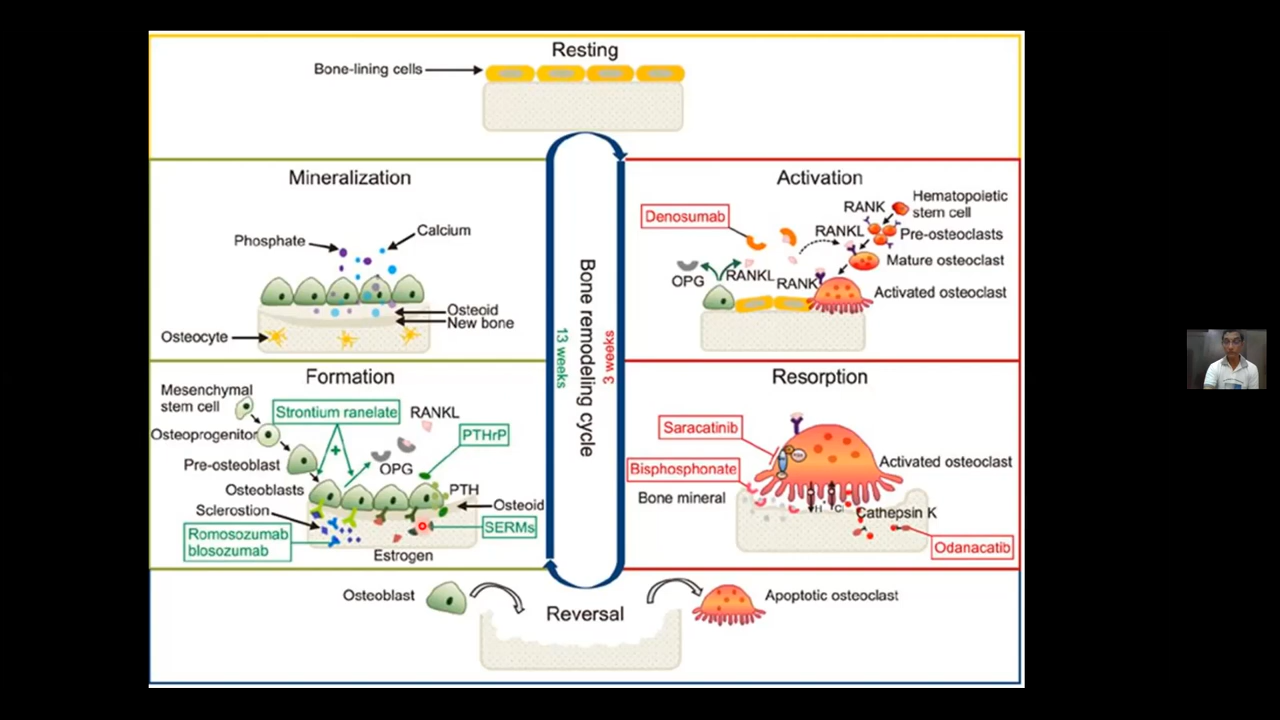 Resting
Bone-lining cells
Mineralization
Phosphate
Calcium
Osteoid
New bone
Osteocyte
Activation
Denosumab
RANK
Hematopoietic
stem cell
RANKL
Pre-osteoclasts
Mature osteoclast
OPG
RANKL
RANK
Activated osteoclast
Bone remodeling cycle
13 weeks
3 weeks
Formation
Mesenchymal
stem cell
Strontium ranelate
RANKL
Osteoprogenitor
PTHrP
+
Pre-osteoblast
OPG
Osteoblasts
PTH
Sclerostion
Osteoid
Romosozumab
blosozumab
SERMs
Estrogen
Resorption
Saracatinib
Activated osteoclast
Bisphosphonate
Bone mineral
H+
Cl-
Cathepsin K
Odanacatib
Osteoblast
Reversal
Apoptotic osteoclast